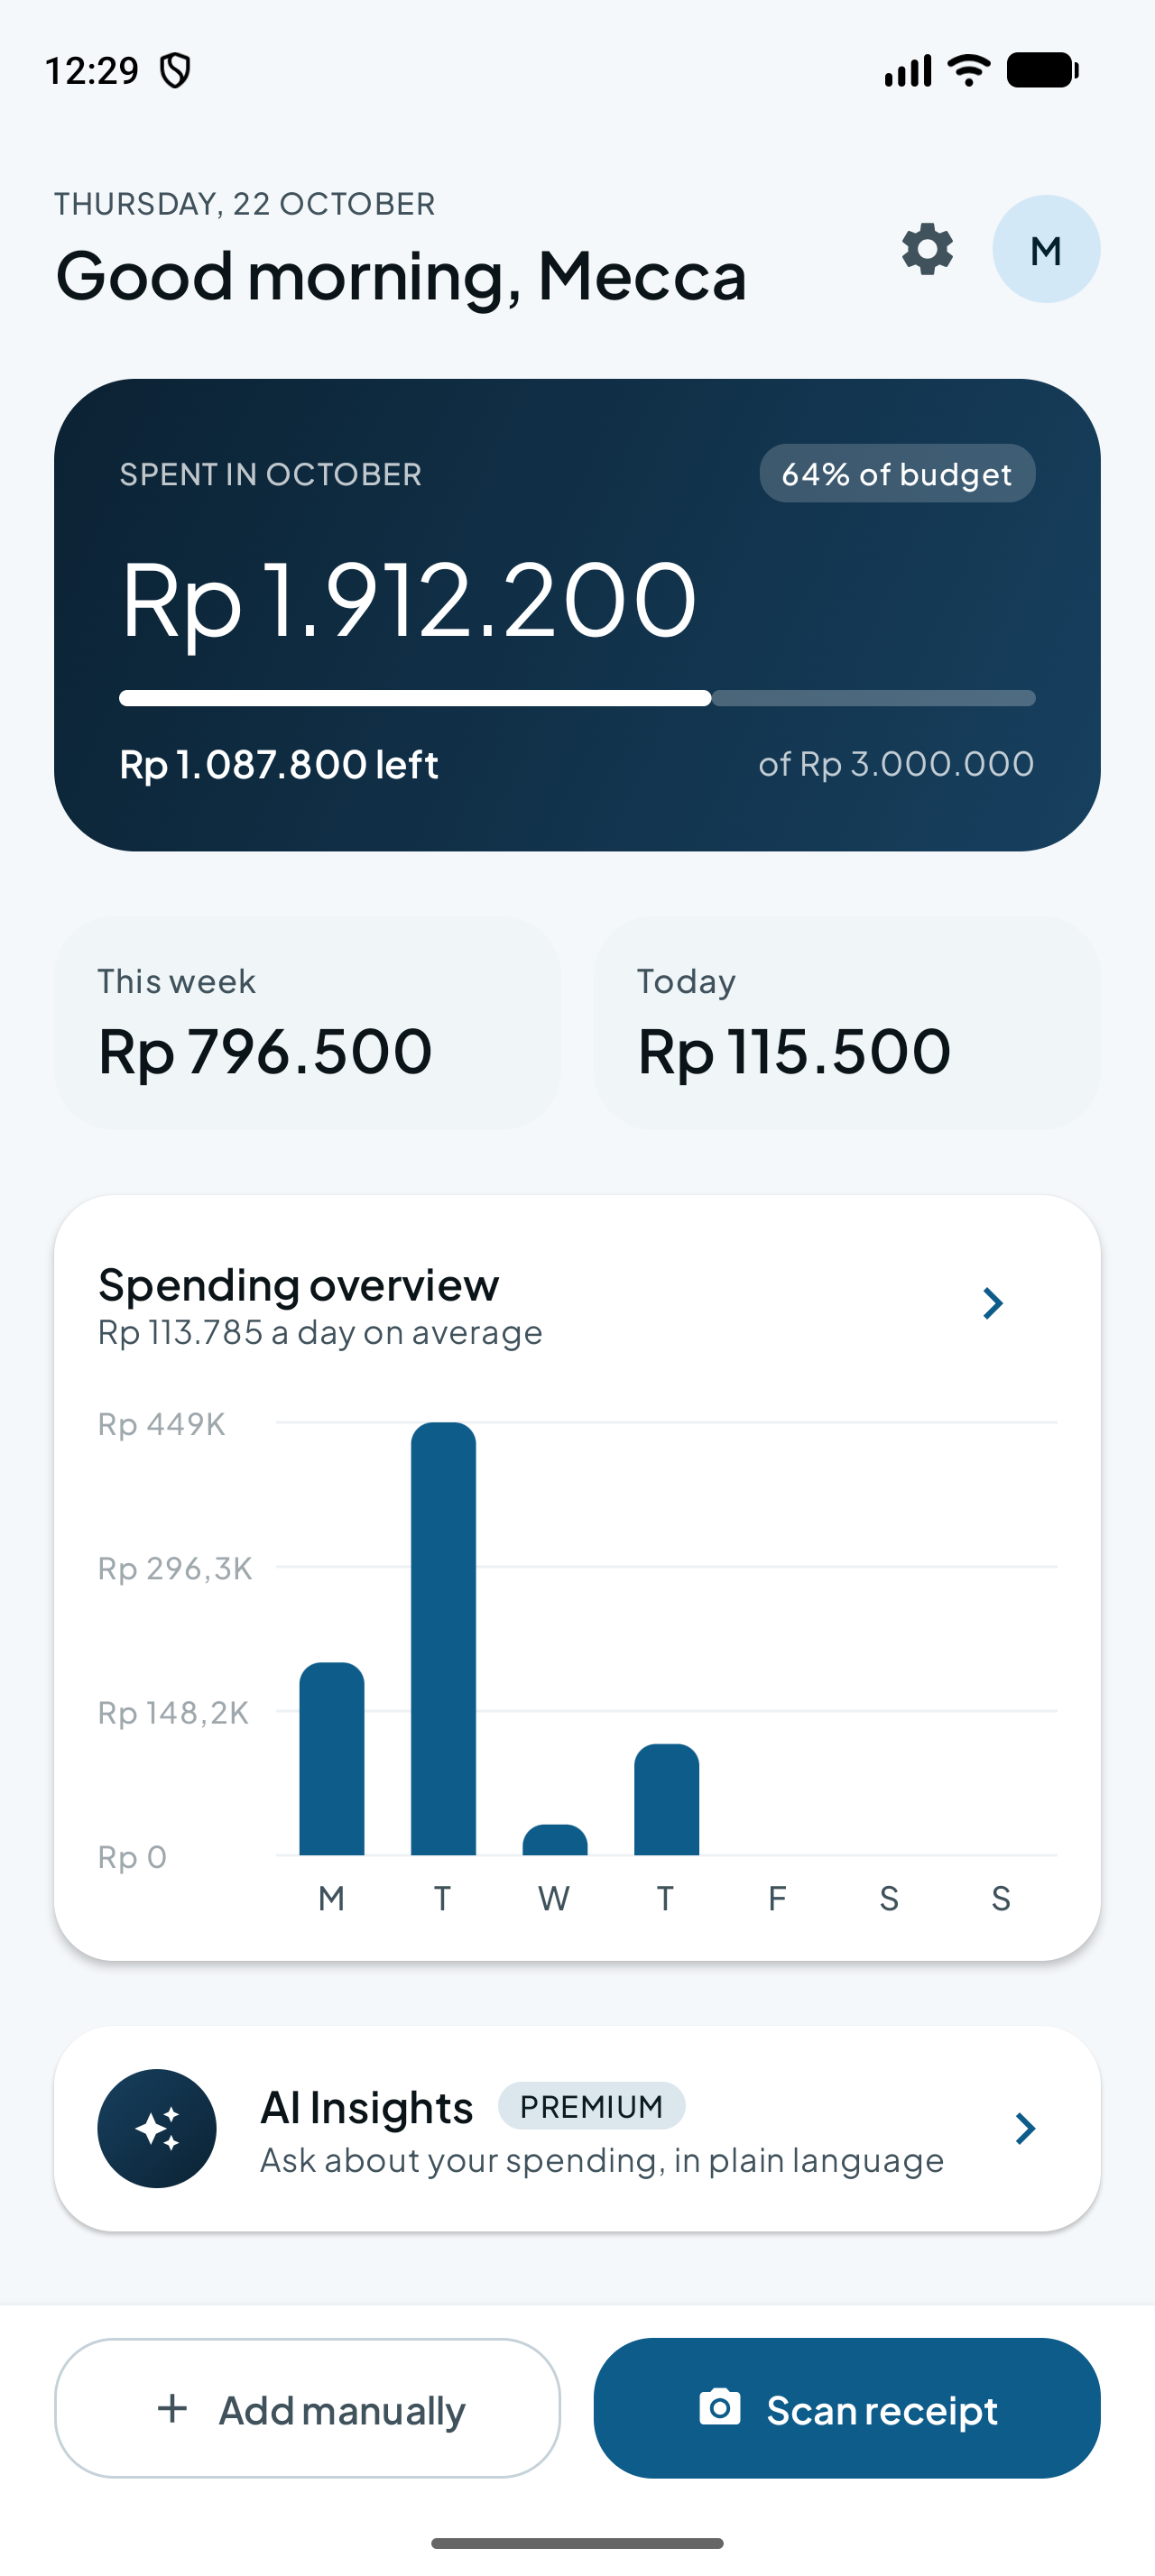 12:29
THURSDAY, 22 OCTOBER
Good morning, Mecca
M
SPENT IN OCTOBER
64% of budget
Rp 1.912.200
Rp 1.087.800 left
of Rp 3.000.000
This week
Rp 796.500
Today
Rp 115.500
Spending overview
Rp 113.785 a day on average
Rp 449K
Rp 296,3K
Rp 148,2K
Rp 0
M T W T F S S
AI Insights PREMIUM
Ask about your spending, in plain language
Add manually
Scan receipt